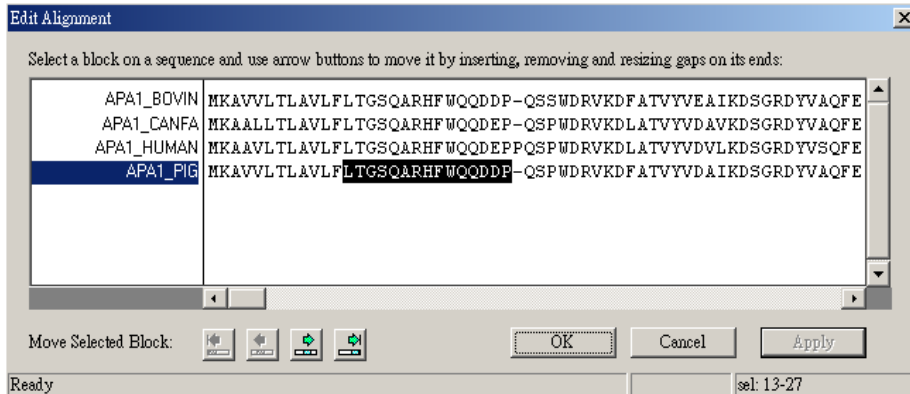 Edit Alignment
Select a block on a sequence and use arrow buttons to move it by inserting, removing and resizing gaps on its ends:
APA1_BOVIN MKAVVLTLAVLFLTGSQARHFWQQDDP-QSSWDRVKDFATVYVEAIKDSGRDYVAQFE
APA1_CANFA MKAALLTLAVLFLTGSQARHFWQQDEP-QSPWDRVKDLATVYVDAVKDSGRDYVAQFE
APA1_HUMAN MKAAVLTLAVLFLTGSQARHFWQQDEPPQSPWDRVKDLATVYVDVLKDSGRDYVSQFE
APA1_PIG MKAVVLTLAVLFLTGSQARHFWQQDDP-QSPWDRVKDFATVYVDAIKDSGRDYVAQFE
Move Selected Block: OK Cancel Apply
Ready sel: 13-27